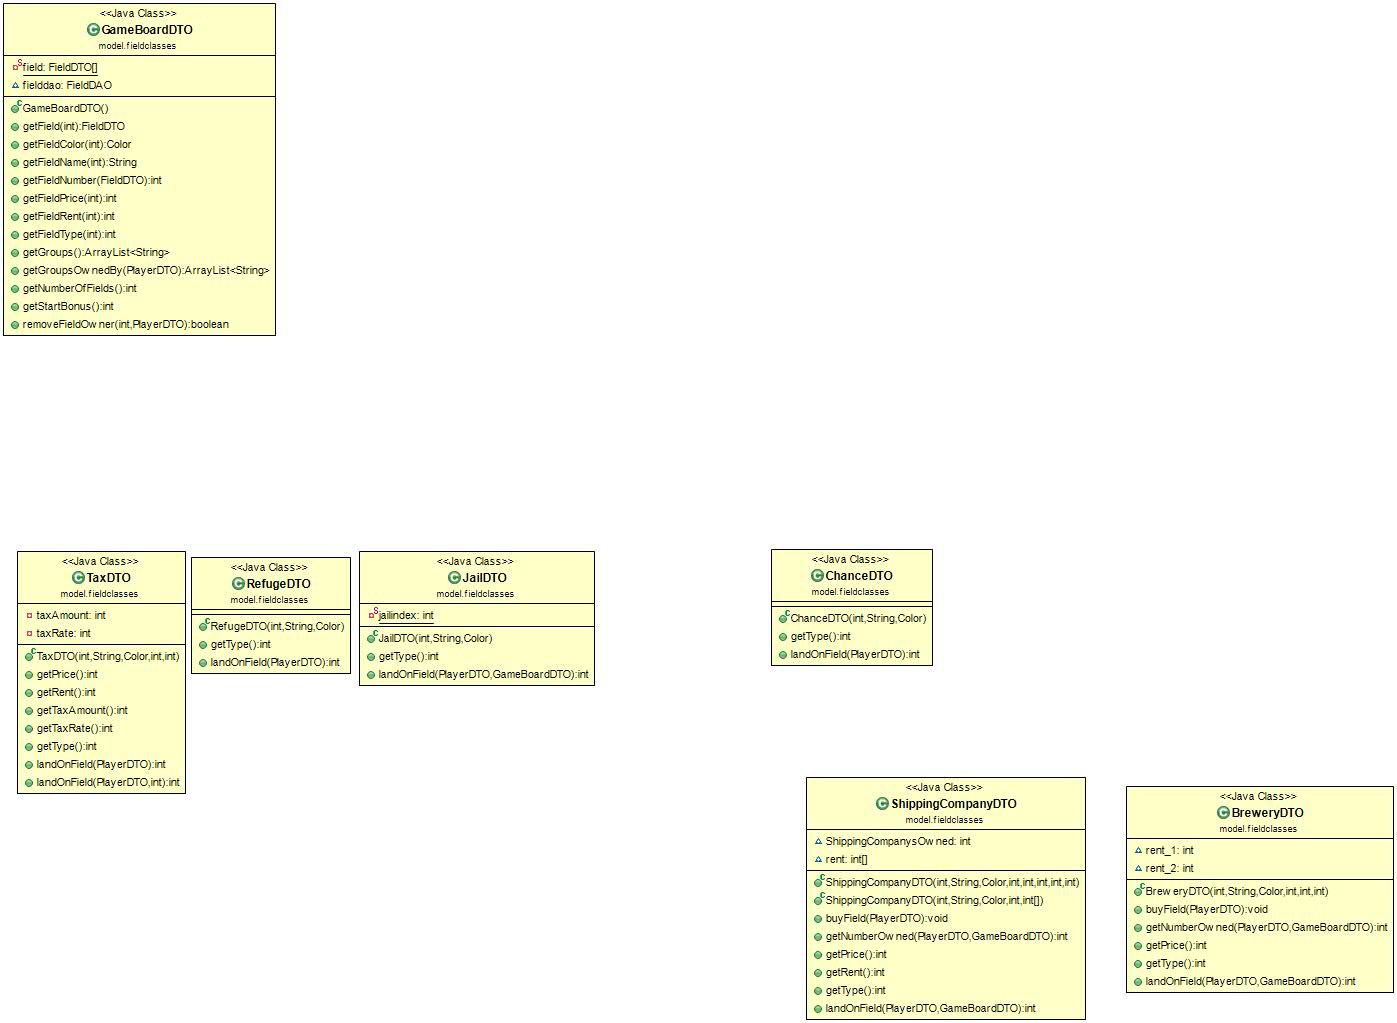 <<Java Class>>
GameBoardDTO
model.fieldclasses
field: FieldDTO[]
fielddao: FieldDAO
GameBoardDTO()
getField(int):FieldDTO
getFieldColor(int):Color
getFieldName(int):String
getFieldNumber(FieldDTO):int
getFieldPrice(int):int
getFieldRent(int):int
getFieldType(int):int
getGroups():ArrayList<String>
getGroupsOwnedBy(PlayerDTO):ArrayList<String>
getNumberOfFields():int
getStartBonus():int
removeFieldOwner(int,PlayerDTO):boolean
<<Java Class>>
TaxDTO
model.fieldclasses
taxAmount: int
taxRate: int
TaxDTO(int,String,Color,int,int)
getPrice():int
getRent():int
getTaxAmount():int
getTaxRate():int
getType():int
landOnField(PlayerDTO):int
landOnField(PlayerDTO,int):int
<<Java Class>>
RefugeDTO
model.fieldclasses
RefugeDTO(int,String,Color)
getType():int
landOnField(PlayerDTO):int
<<Java Class>>
JailDTO
model.fieldclasses
jailindex: int
JailDTO(int,String,Color)
getType():int
landOnField(PlayerDTO,GameBoardDTO):int
<<Java Class>>
ChanceDTO
model.fieldclasses
ChanceDTO(int,String,Color)
getType():int
landOnField(PlayerDTO):int
<<Java Class>>
ShippingCompanyDTO
model.fieldclasses
ShippingCompanysOwned: int
rent: int[]
ShippingCompanyDTO(int,String,Color,int,int,int,int,int)
ShippingCompanyDTO(int,String,Color,int,int[])
buyField(PlayerDTO):void
getNumberOwned(PlayerDTO,GameBoardDTO):int
getPrice():int
getRent():int
getType():int
landOnField(PlayerDTO,GameBoardDTO):int
<<Java Class>>
BreweryDTO
model.fieldclasses
rent_1: int
rent_2: int
BreweryDTO(int,String,Color,int,int,int)
buyField(PlayerDTO):void
getNumberOwned(PlayerDTO,GameBoardDTO):int
getPrice():int
getType():int
landOnField(PlayerDTO,GameBoardDTO):int